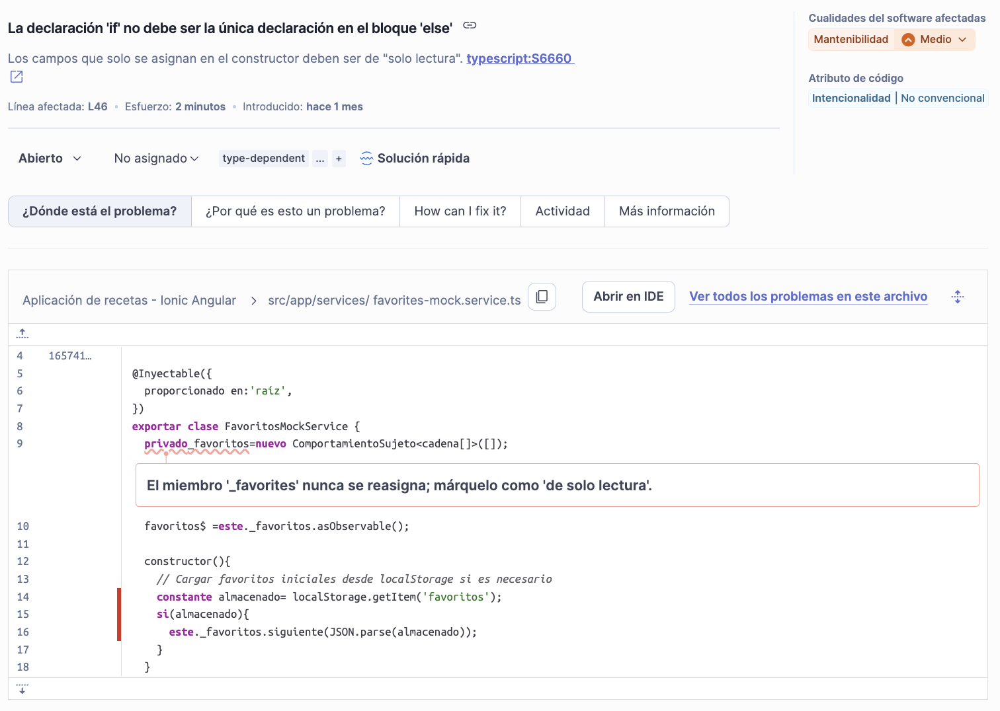 La declaración 'if' no debe ser la única declaración en el bloque 'else'
Los campos que solo se asignan en el constructor deben ser de "solo lectura". typescript:S6660
Línea afectada: L46 • Esfuerzo: 2 minutos • Introducido: hace 1 mes
Cualidades del software afectadas
Mantenibilidad Medio
Atributo de código
Intencionalidad | No convencional
Abierto No asignado type-dependent ... + Solución rápida
¿Dónde está el problema? ¿Por qué es esto un problema? How can I fix it? Actividad Más información
Aplicación de recetas - Ionic Angular > src/app/services/ favorites-mock.service.ts Abrir en IDE Ver todos los problemas en este archivo
4 165741…
5 @Inyectable({
6 proporcionado en:'raíz',
7 })
8 exportar clase FavoritosMockService {
9 privado_favoritos=nuevo ComportamientoSujeto<cadena[]>([]);
El miembro '_favorites' nunca se reasigna; márquelo como 'de solo lectura'.
10 favoritos$ =este._favoritos.asObservable();
11
12 constructor(){
13 // Cargar favoritos iniciales desde localStorage si es necesario
14 constante almacenado= localStorage.getItem('favoritos');
15 si(almacenado){
16 este._favoritos.siguiente(JSON.parse(almacenado));
17 }
18 }